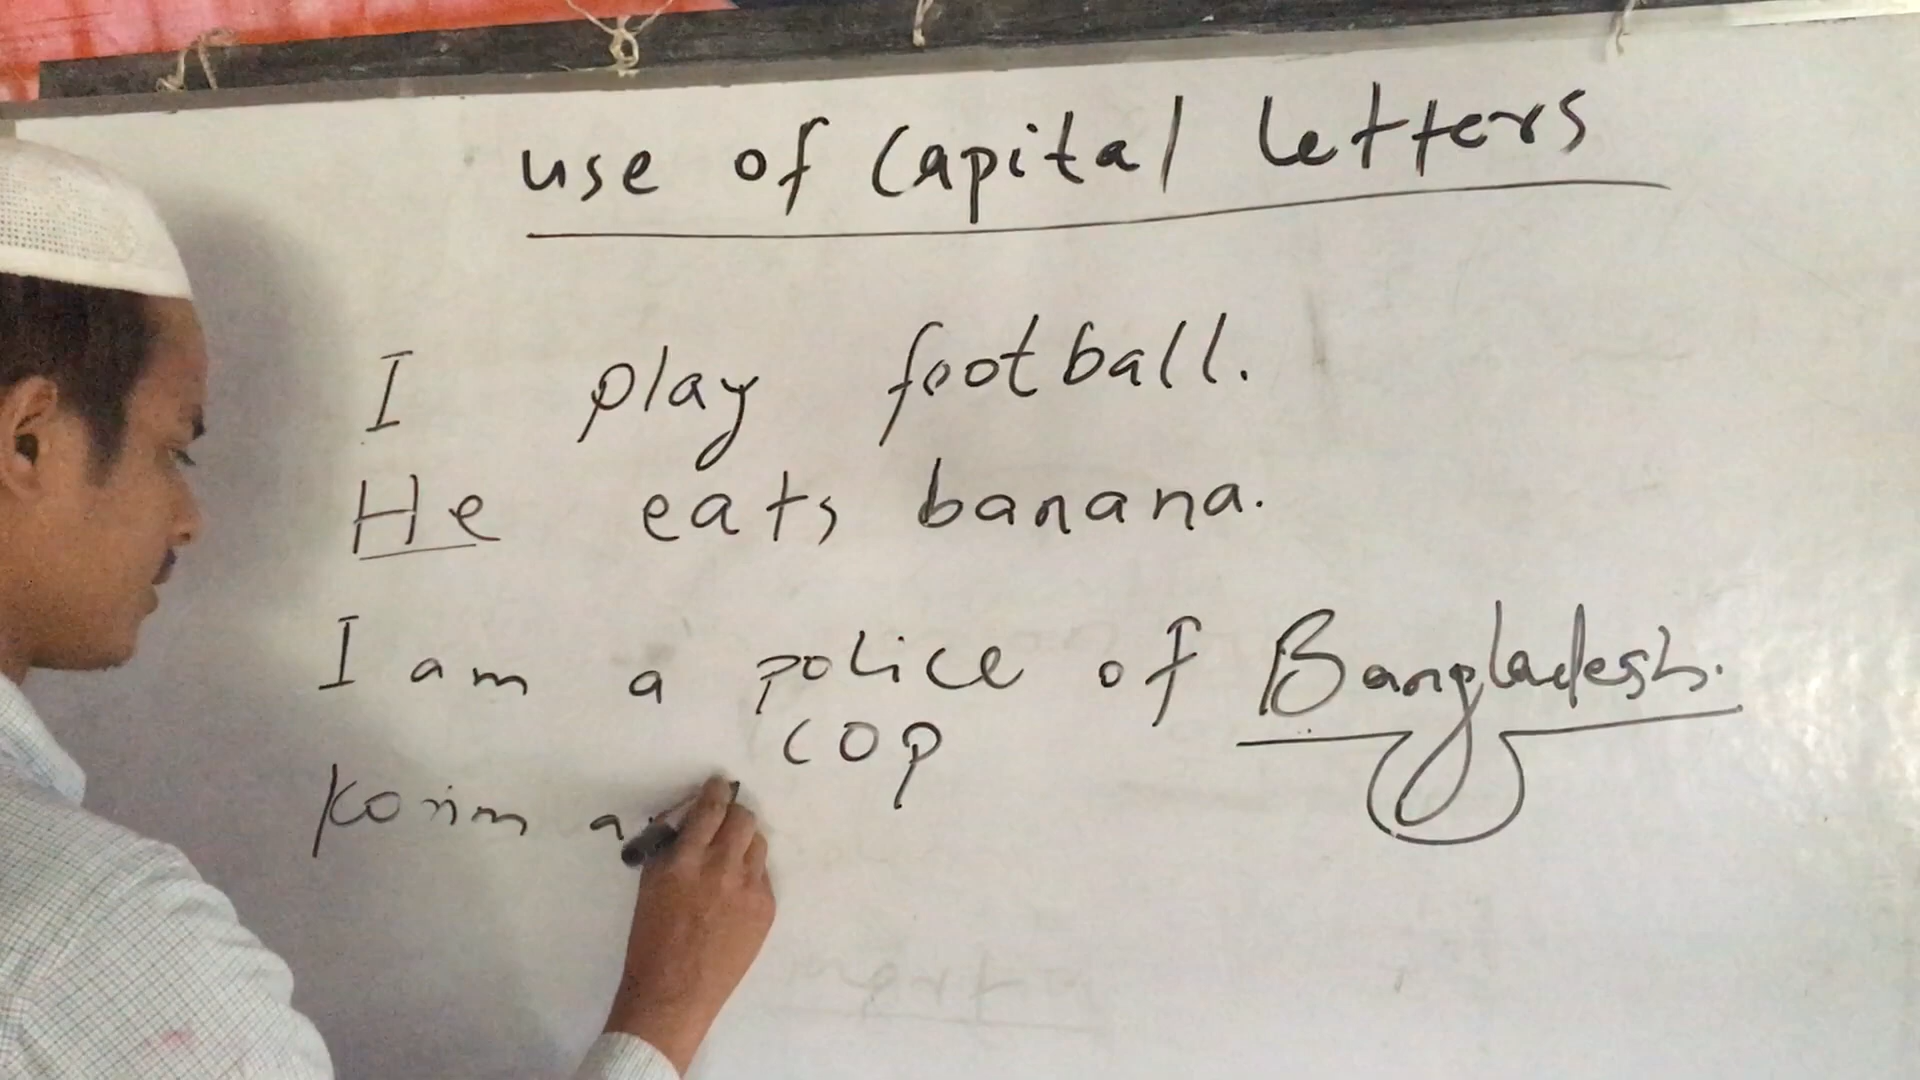 use of Capital letters
I play football.
He eats banana.
I am a police of Bangladesh.
cop
Korim a